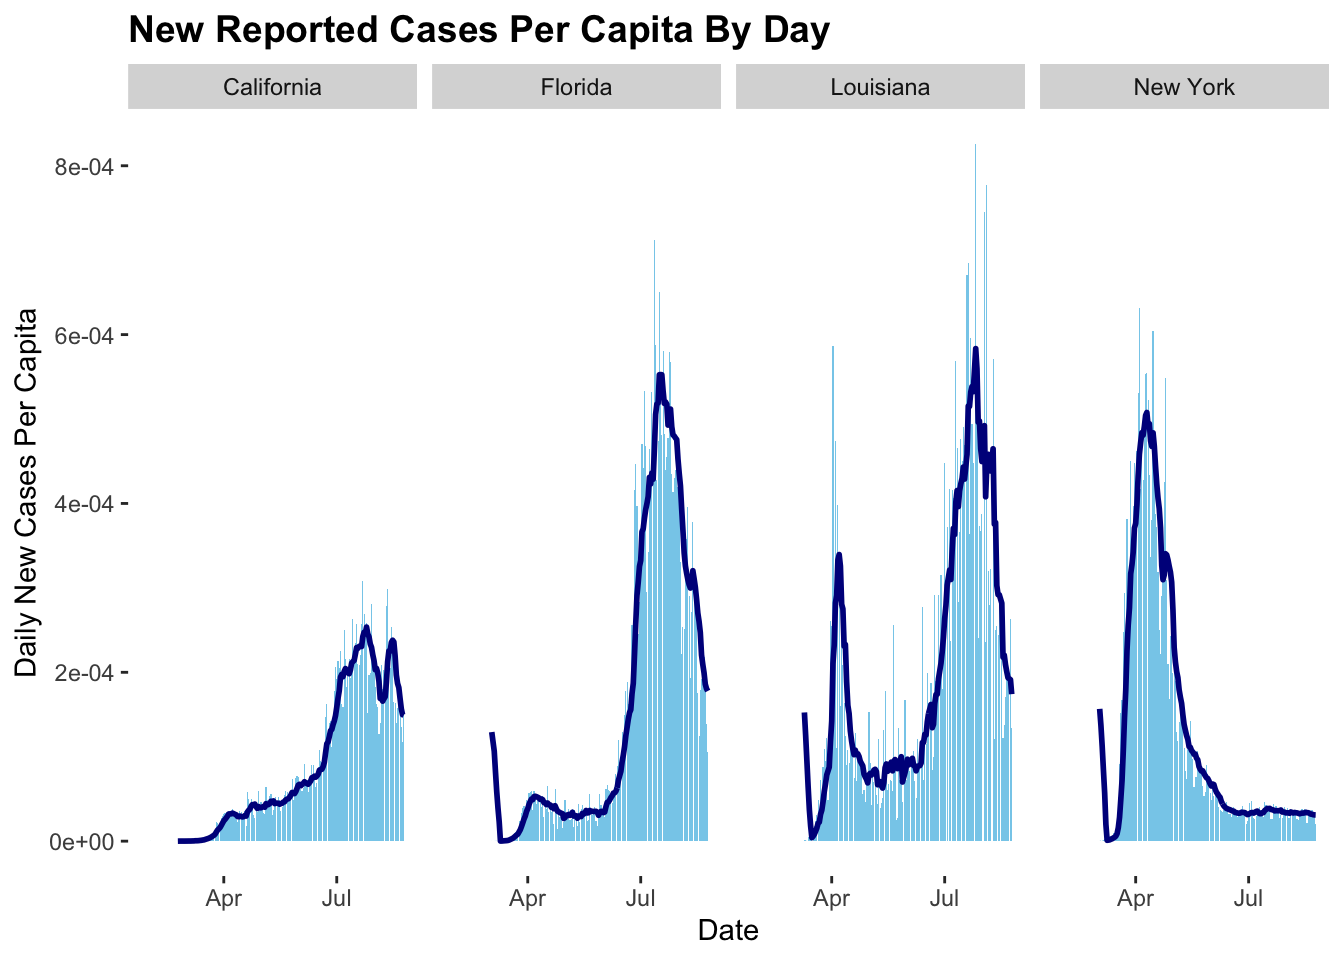 New Reported Cases Per Capita By Day
California Florida Louisiana New York
8e-04
6e-04
4e-04
2e-04
0e+00
Daily New Cases Per Capita
Apr Jul Apr Jul Apr Jul Apr Jul
Date